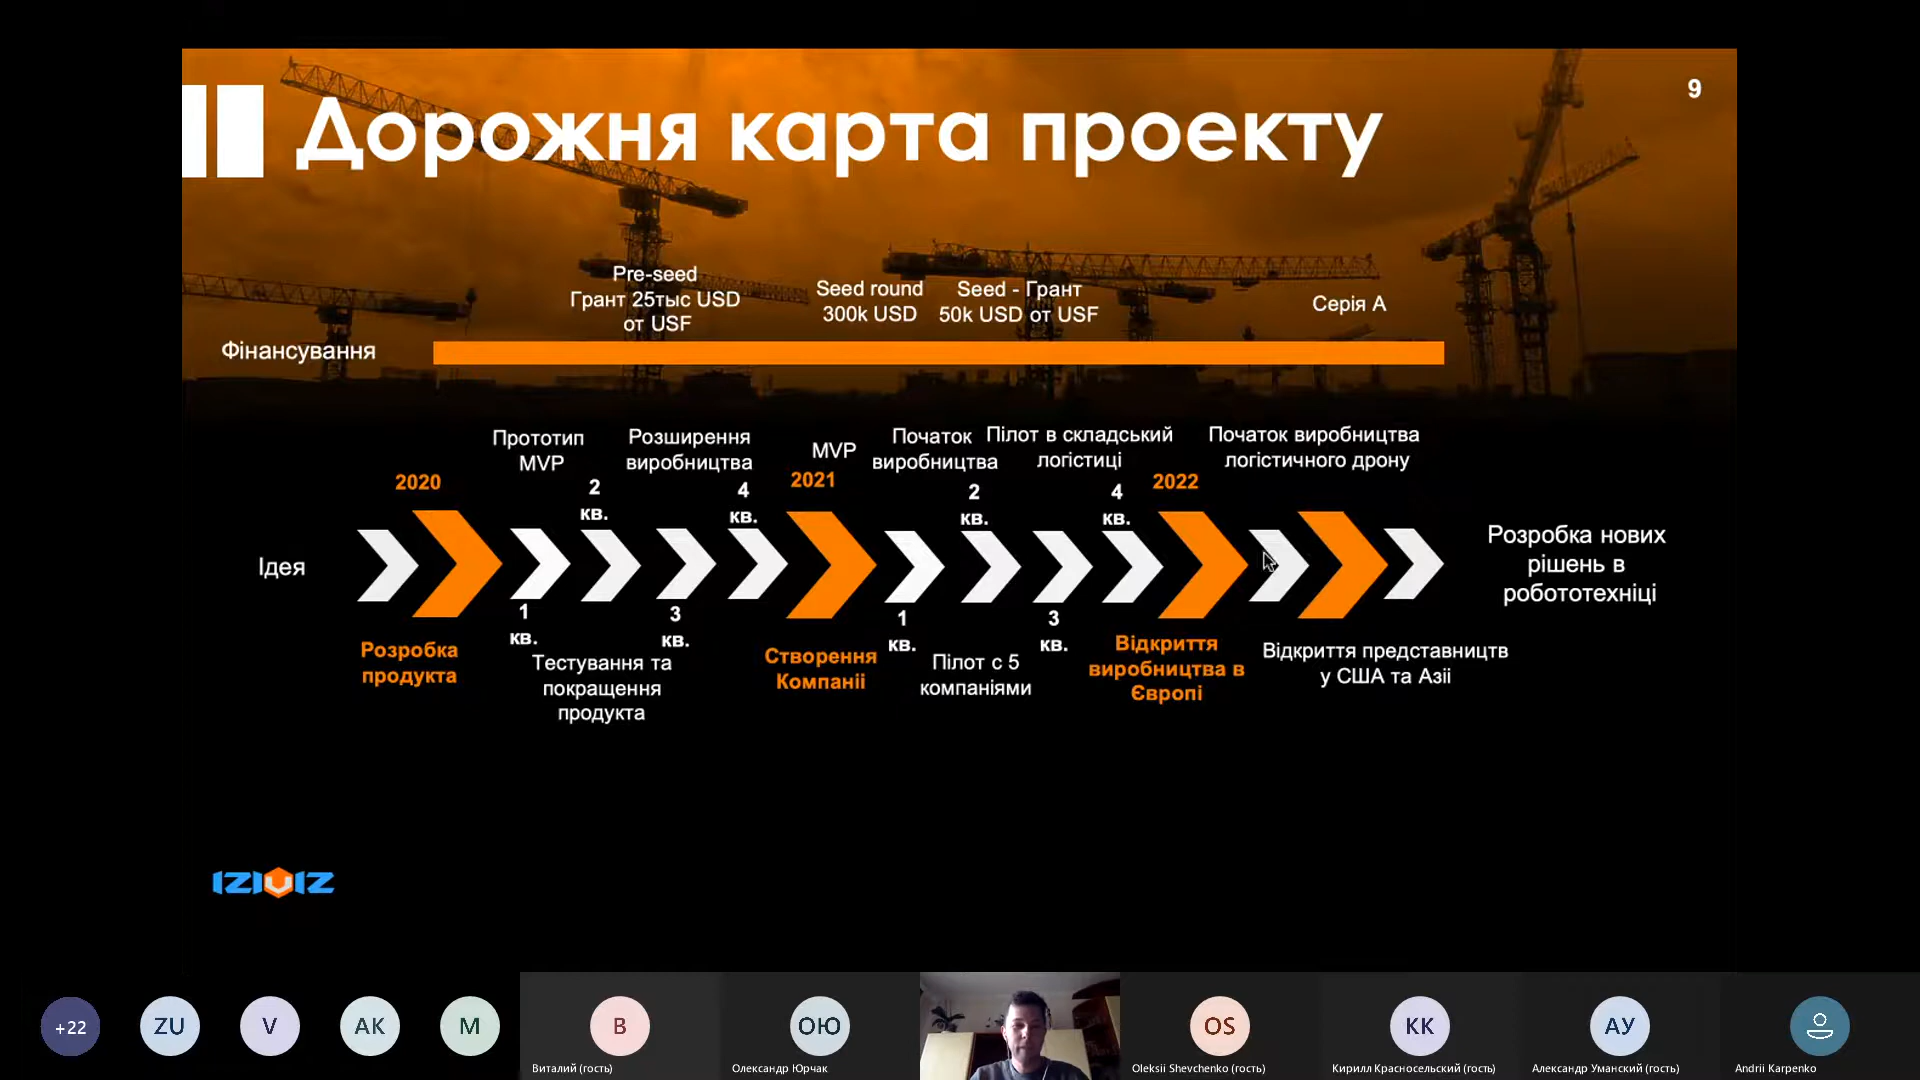 9
Дорожня карта проекту
Pre-seed
Грант 25тыс USD
от USF
Seed round
300k USD
Seed - Грант
50k USD от USF
Серія А
Фінансування
Прототип
MVP
Розширення
виробництва
MVP
Початок
виробництва
Пілот в складський
логістиці
Початок виробництва
логістичного дрону
2020
2
кв.
4
кв.
2021
2
кв.
4
кв.
2022
Ідея
Розробка нових
рішень в
робототехніці
1
кв.
3
кв.
1
кв.
3
кв.
Розробка
продукта
Тестування та
покращення
продукта
Створення
Компаніі
Пілот с 5
компаніями
Відкриття
виробництва в
Європі
Відкриття представництв
у США та Азіі
IZIVIZ
+22
ZU
V
AK
M
В
Виталий (гость)
ОЮ
Олександр Юрчак
OS
Oleksii Shevchenko (гость)
КК
Кирилл Красносельский (гость)
АУ
Александр Уманский (гость)
Andrii Karpenko